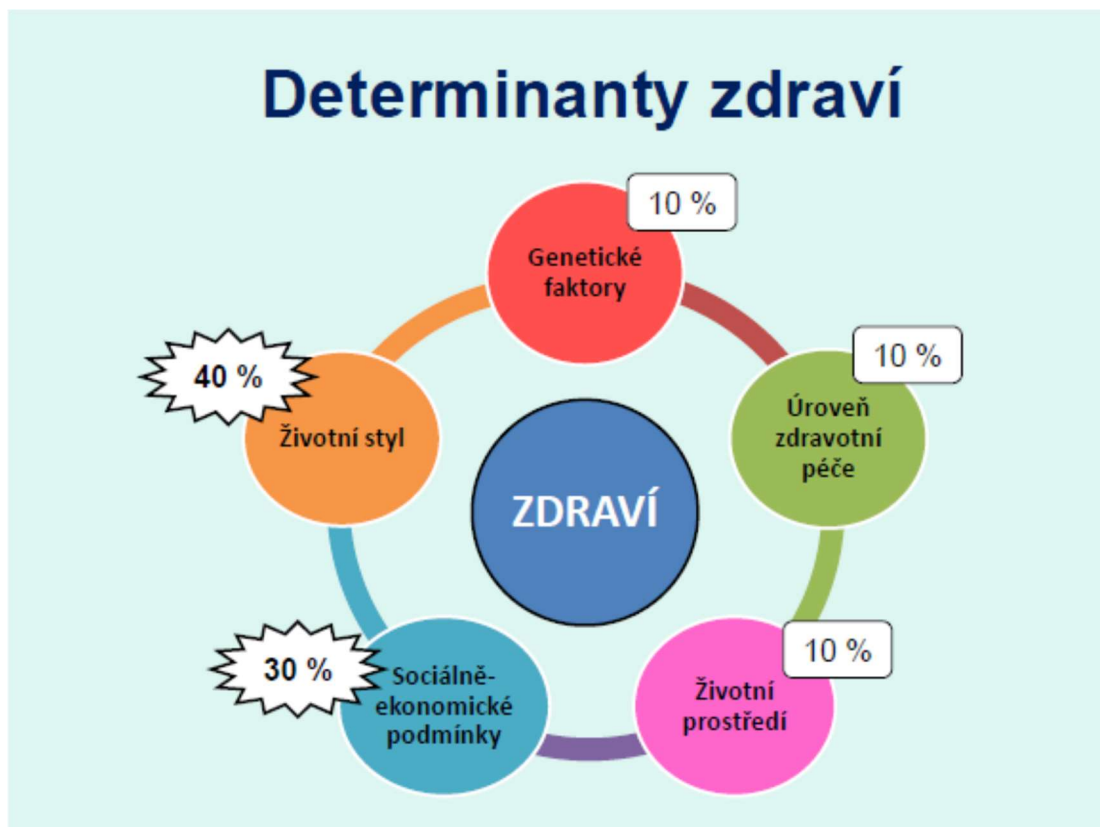 Determinanty zdraví
10 %
Genetické
faktory
10 %
Úroveň
zdravotní
péče
40 %
Životní styl
ZDRAVÍ
30 %
Sociálně-
ekonomické
podmínky
10 %
Životní
prostředí